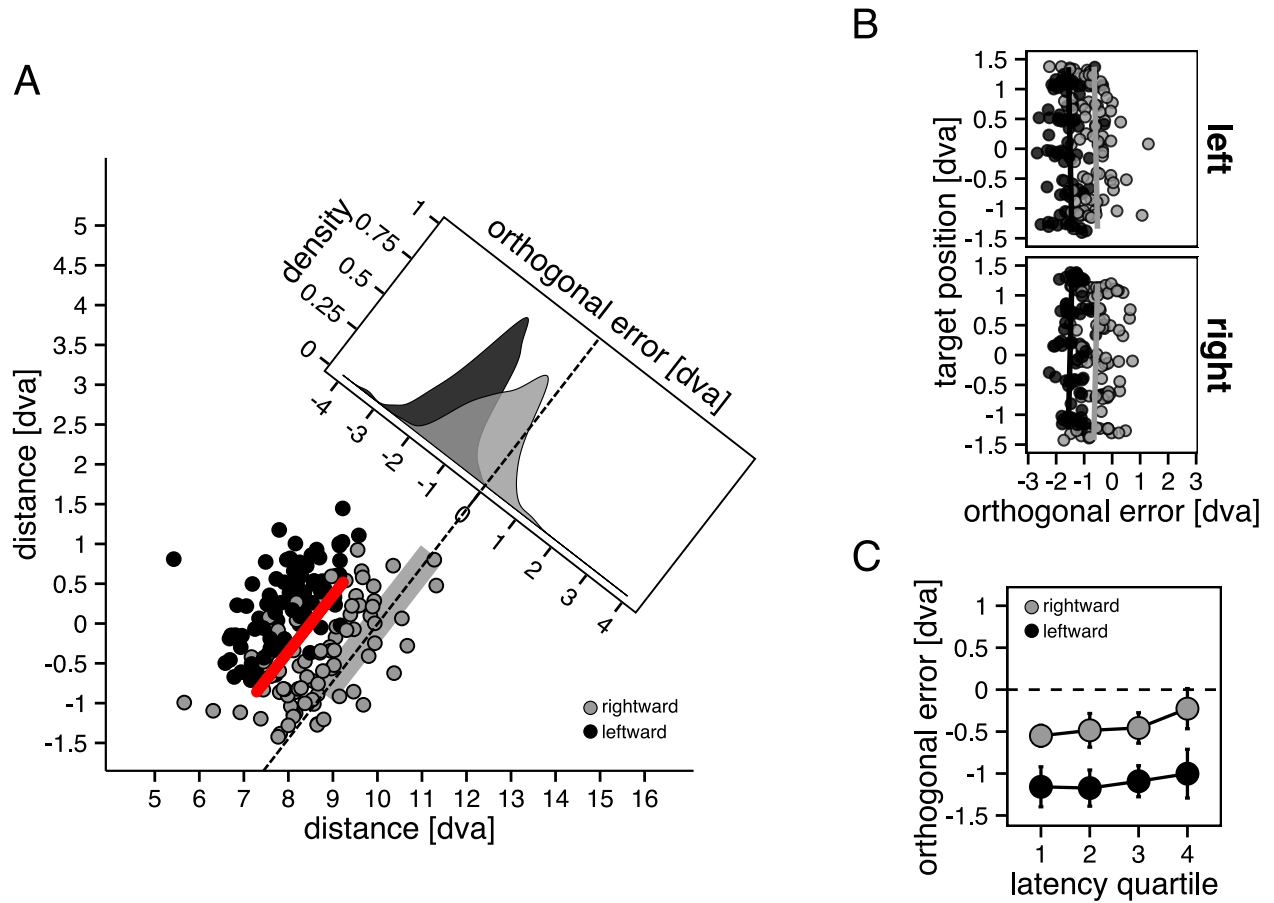 A
5
4.5
4
3.5
3
2.5
2
1.5
1
0.5
0
-0.5
-1
-1.5
distance [dva]
5 6 7 8 9 10 11 12 13 14 15 16
distance [dva]
density
1
0.75
0.5
0.25
0
orthogonal error [dva]
-4 -3 -2 -1 0 1 2 3 4
rightward
leftward
B
1.5
1
0.5
0
-0.5
-1
-1.5
left
target position [dva]
1.5
1
0.5
0
-0.5
-1
-1.5
right
-3 -2 -1 0 1 2 3
orthogonal error [dva]
C
orthogonal error [dva]
1
0.5
0
-0.5
-1
-1.5
rightward
leftward
1 2 3 4
latency quartile